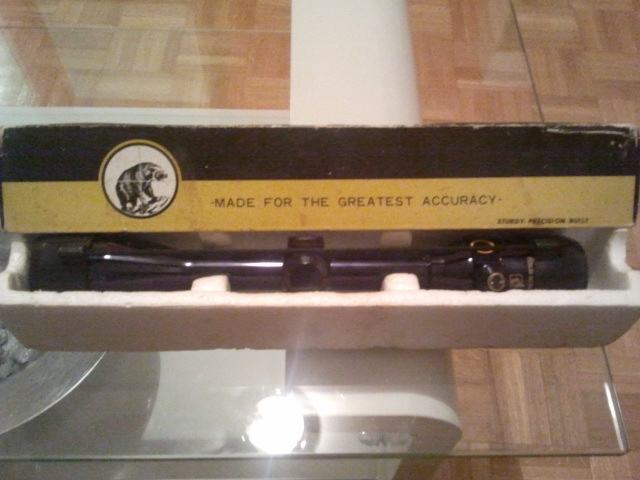 -MADE FOR THE GREATEST ACCURACY-
STURDY PRECISION BUILT